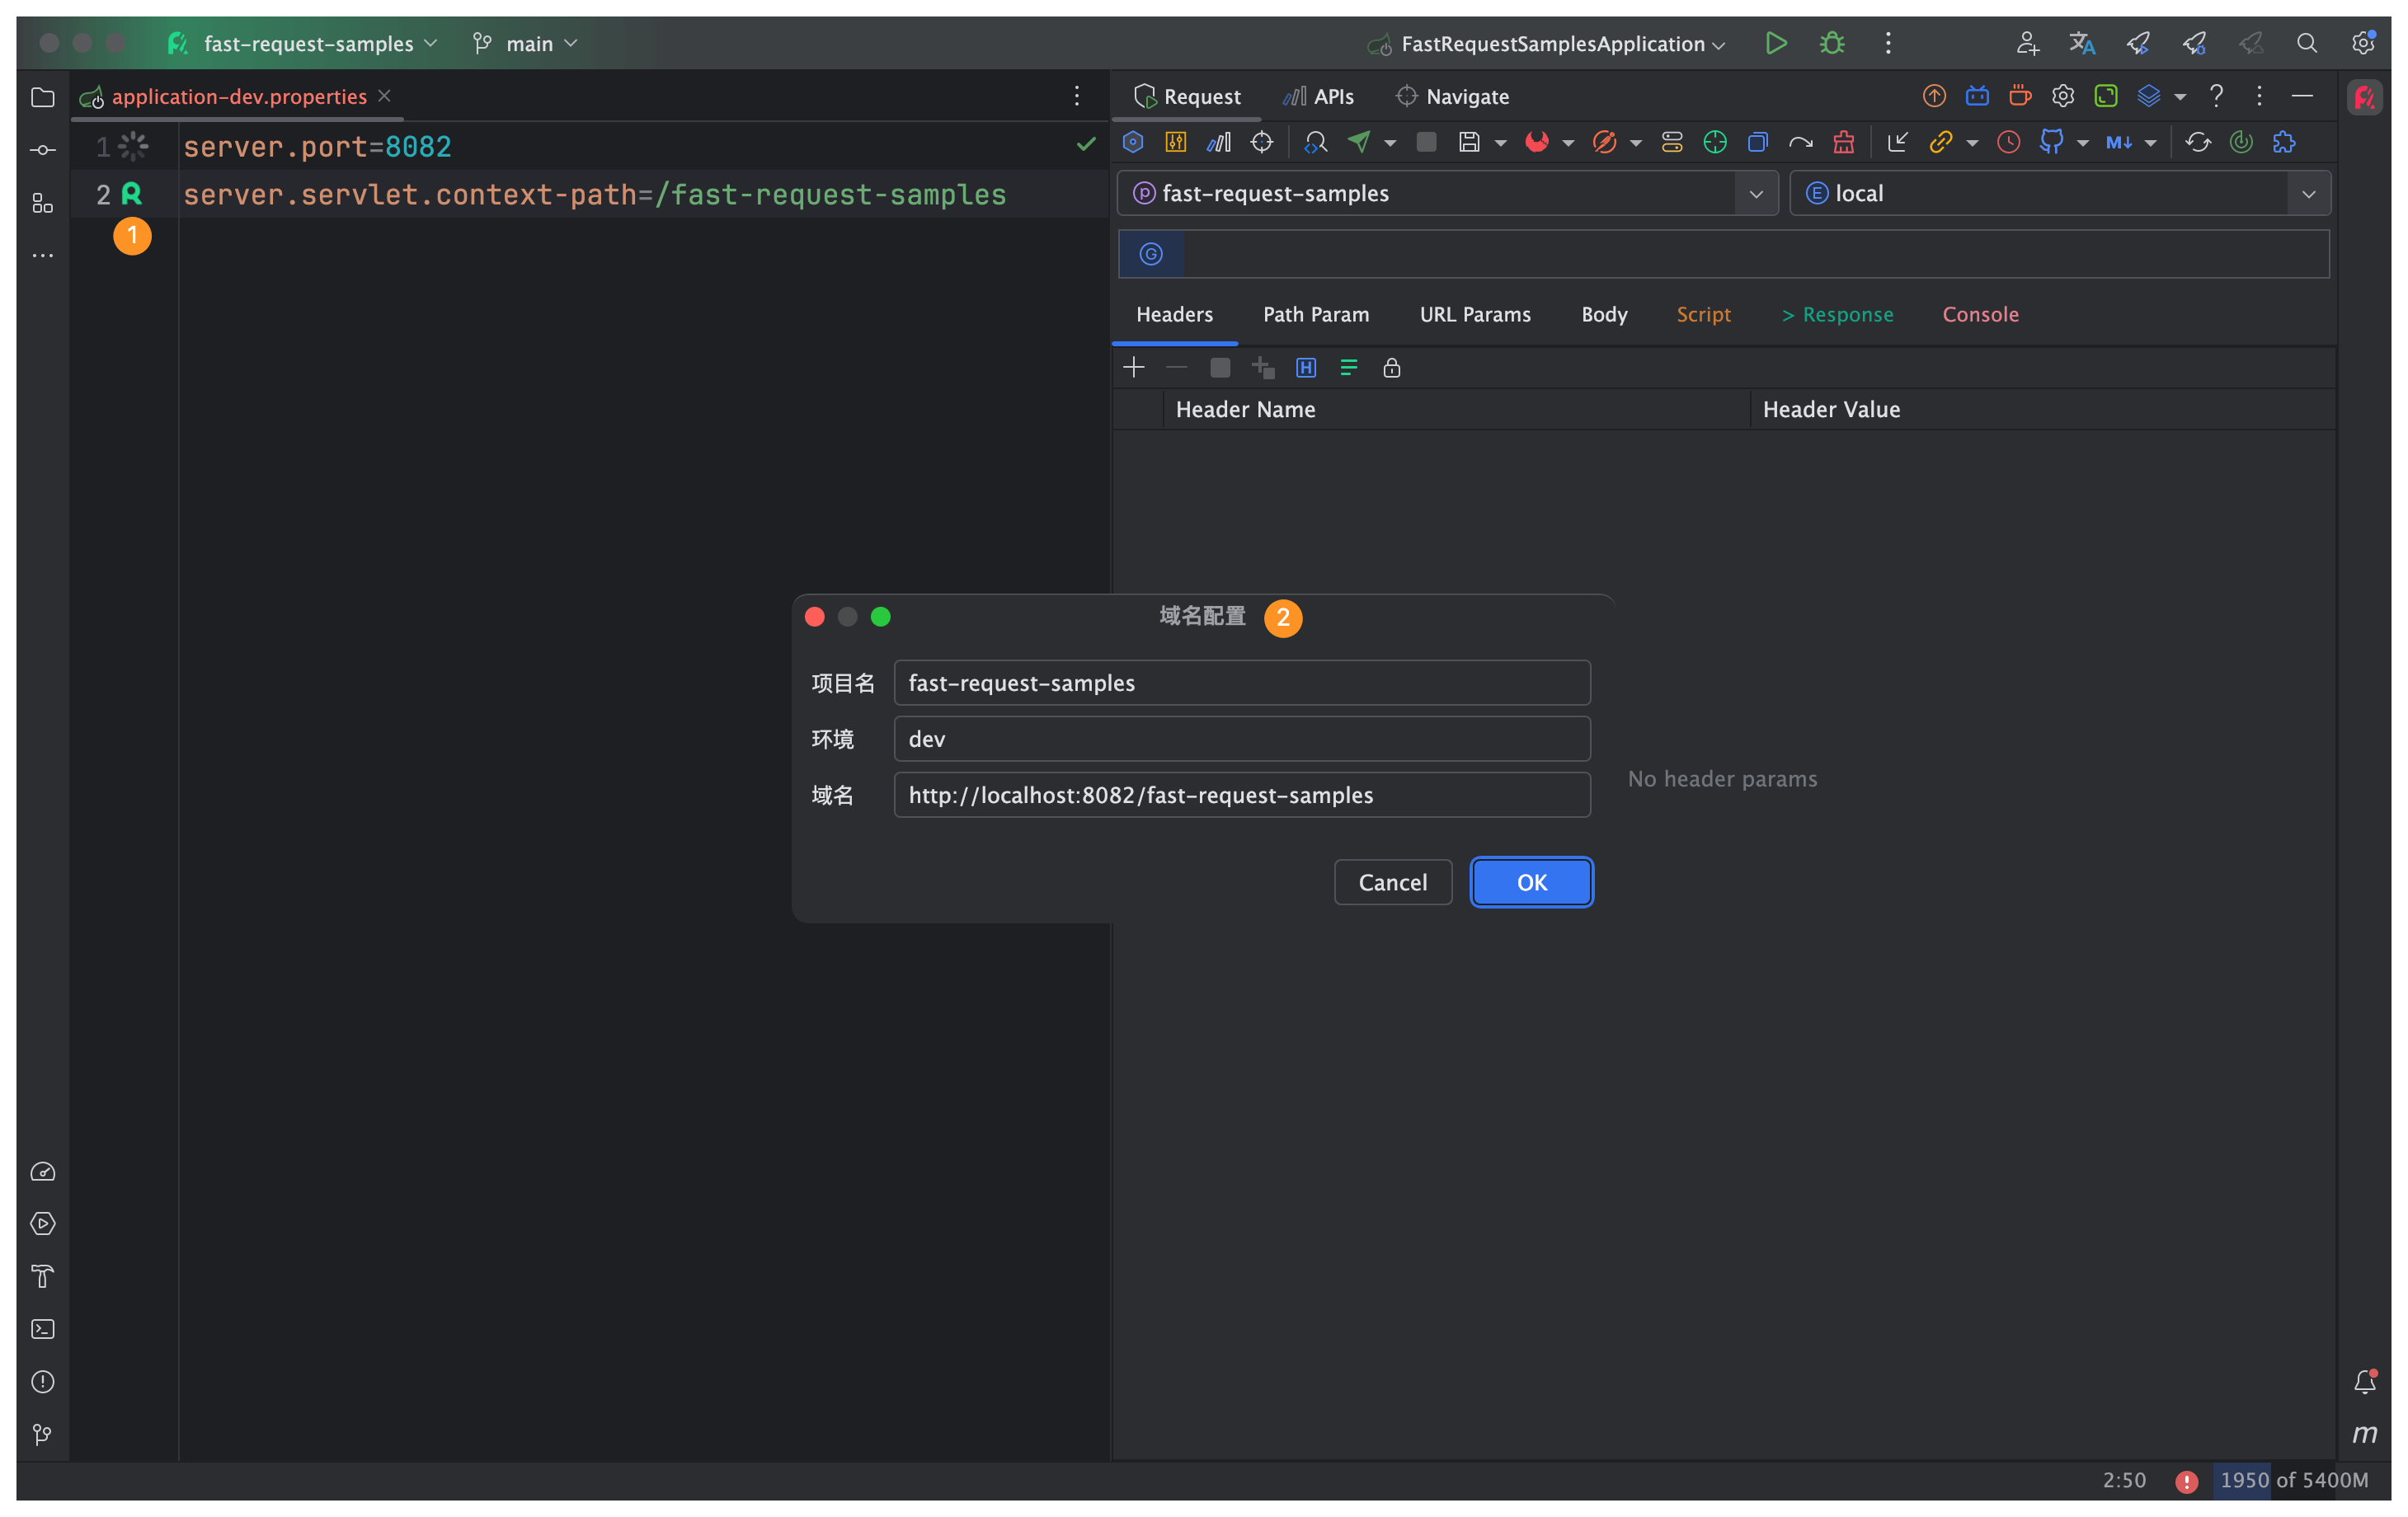 fast-request-samples
main
FastRequestSamplesApplication
application-dev.properties
1 server.port=8082
2 server.servlet.context-path=/fast-request-samples
1
Request
APIs
Navigate
M↓
P fast-request-samples
E local
G
Headers
Path Param
URL Params
Body
Script
> Response
Console
H
Header Name
Header Value
No header params
域名配置 2
项目名 fast-request-samples
环境 dev
域名 http://localhost:8082/fast-request-samples
Cancel
OK
m
2:50
1950 of 5400M